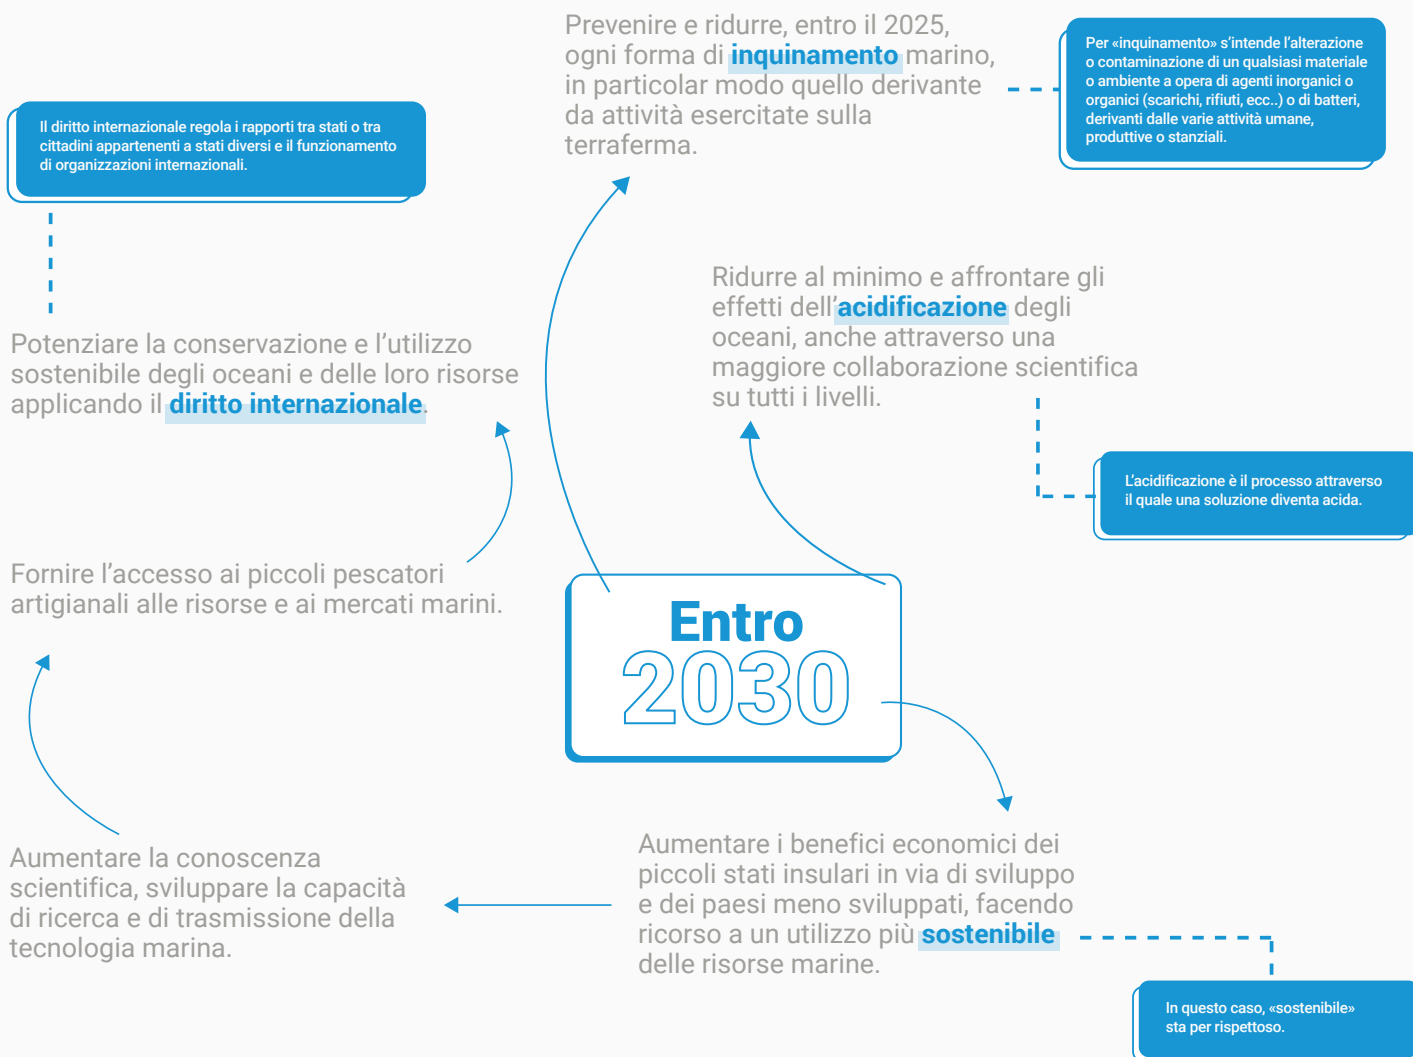 Prevenire e ridurre, entro il 2025,
ogni forma di inquinamento marino,
in particolar modo quello derivante
da attività esercitate sulla
terraferma.
Per «inquinamento» s’intende l’alterazione
o contaminazione di un qualsiasi materiale
o ambiente a opera di agenti inorganici o
organici (scarichi, rifiuti, ecc..) o di batteri,
derivanti dalle varie attività umane,
produttive o stanziali.
Il diritto internazionale regola i rapporti tra stati o tra
cittadini appartenenti a stati diversi e il funzionamento
di organizzazioni internazionali.
Ridurre al minimo e affrontare gli
effetti dell’acidificazione degli
oceani, anche attraverso una
maggiore collaborazione scientifica
su tutti i livelli.
Potenziare la conservazione e l’utilizzo
sostenibile degli oceani e delle loro risorse
applicando il diritto internazionale.
L’acidificazione è il processo attraverso
il quale una soluzione diventa acida.
Fornire l’accesso ai piccoli pescatori
artigianali alle risorse e ai mercati marini.
Entro
2030
Aumentare i benefici economici dei
piccoli stati insulari in via di sviluppo
e dei paesi meno sviluppati, facendo
ricorso a un utilizzo più sostenibile
delle risorse marine.
Aumentare la conoscenza
scientifica, sviluppare la capacità
di ricerca e di trasmissione della
tecnologia marina.
In questo caso, «sostenibile»
sta per rispettoso.